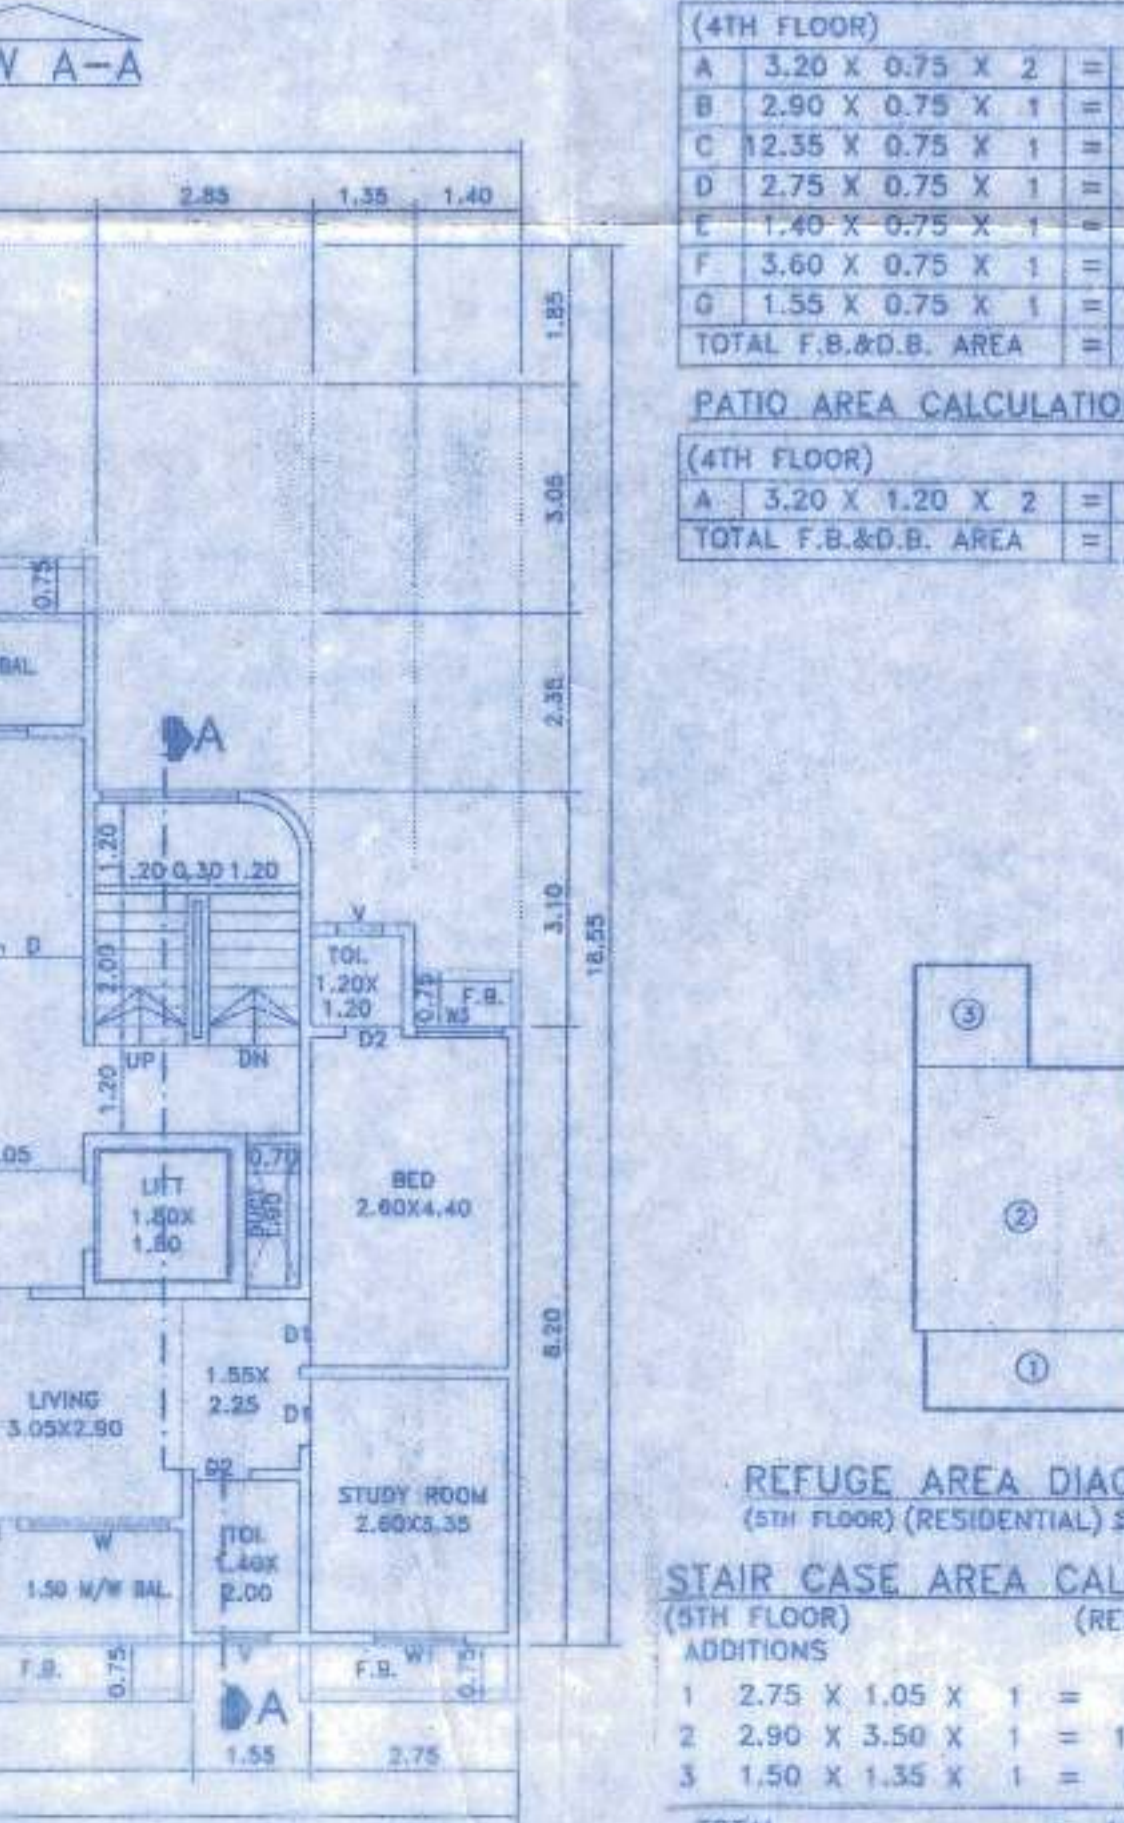 A-A
2.85 1.35 1.40
1.85
3.05
0.75
BAL.
2.35
A
1.20
.20 0.30 1.20
3.10
18.55
V
D
2.00
TOI.
1.20X
1.20
0.75
F.B.
W3
D2
UP
DN
1.20
.05
0.70
LIFT
1.80X
1.80
BED
2.60X4.40
8.20
D1
1.55X
2.25
D1
LIVING
3.05X2.90
D2
STUDY ROOM
2.60X3.35
W
TOI.
1.40X
2.00
1.50 M/W BAL.
F.B.
0.75
V
F.B.
W1
0.75
A
1.55
2.75
(4TH FLOOR)
A 3.20 X 0.75 X 2 =
B 2.90 X 0.75 X 1 =
C 12.35 X 0.75 X 1 =
D 2.75 X 0.75 X 1 =
E 1.40 X 0.75 X 1 =
F 3.60 X 0.75 X 1 =
G 1.55 X 0.75 X 1 =
TOTAL F.B.&D.B. AREA =
PATIO AREA CALCULATIO
(4TH FLOOR)
A 3.20 X 1.20 X 2 =
TOTAL F.B.&D.B. AREA =
3
2
1
REFUGE AREA DIAG
(5TH FLOOR) (RESIDENTIAL) S
STAIR CASE AREA CAL
(5TH FLOOR) (RE
ADDITIONS
1 2.75 X 1.05 X 1 =
2 2.90 X 3.50 X 1 = 1
3 1.50 X 1.35 X 1 =